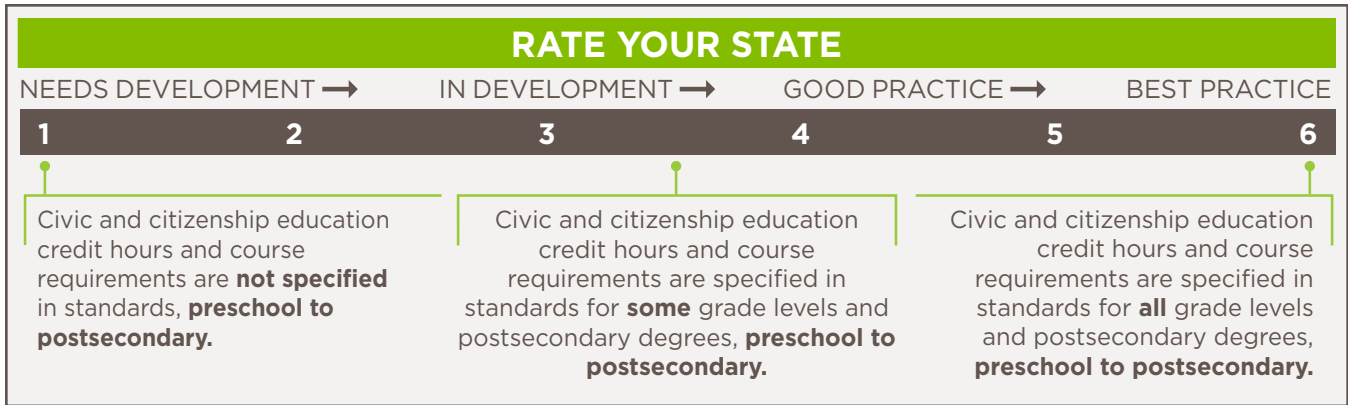 RATE YOUR STATE
NEEDS DEVELOPMENT → IN DEVELOPMENT → GOOD PRACTICE → BEST PRACTICE
1 2 3 4 5 6
Civic and citizenship education
credit hours and course
requirements are not specified
in standards, preschool to
postsecondary.
Civic and citizenship education
credit hours and course
requirements are specified in
standards for some grade levels and
postsecondary degrees, preschool to
postsecondary.
Civic and citizenship education
credit hours and course
requirements are specified in
standards for all grade levels
and postsecondary degrees,
preschool to postsecondary.